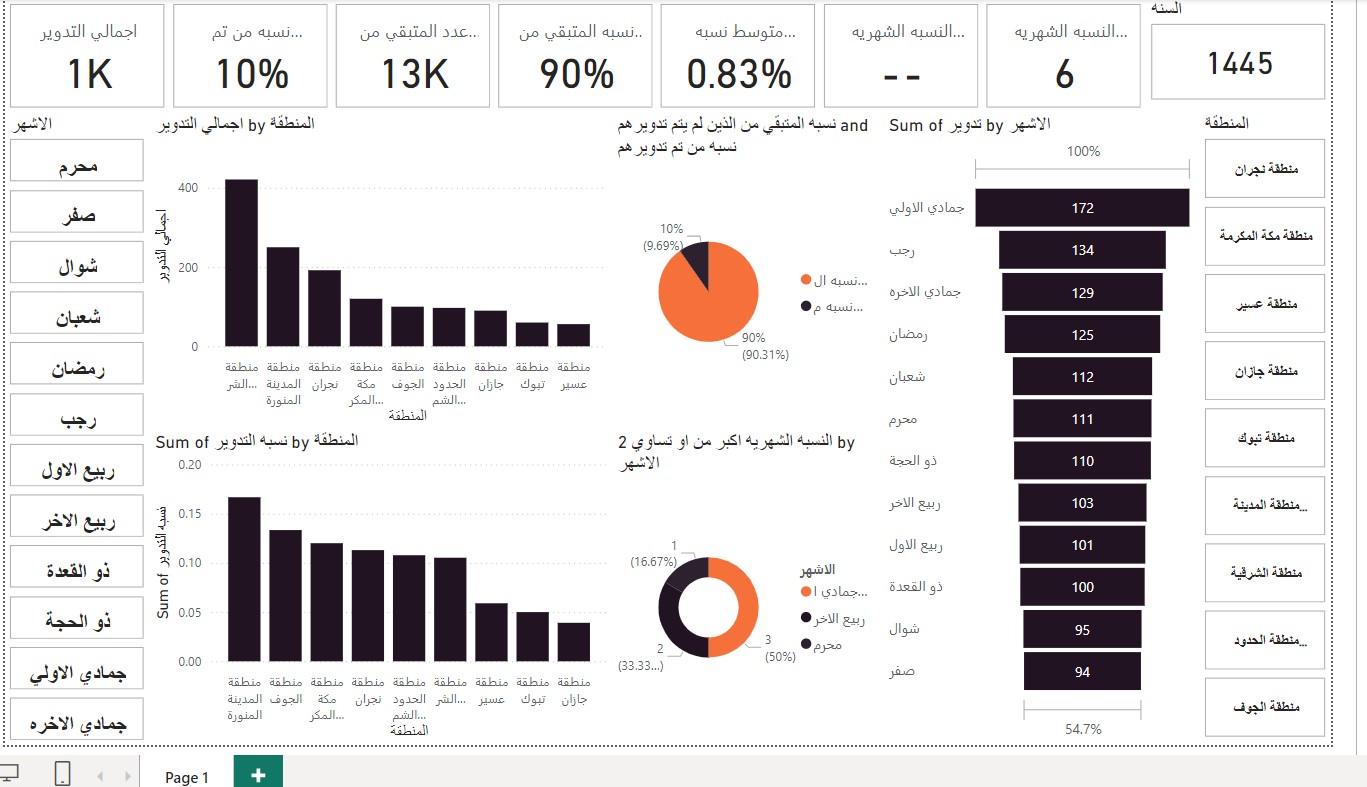 السنه
اجمالي التدوير
1K
نسبه من تم...
10%
عدد المتبقي من...
13K
نسبه المتبقي من...
90%
متوسط نسبه...
0.83%
النسبه الشهريه...
--
النسبه الشهريه...
6
1445
الاشهر
محرم
صفر
شوال
شعبان
رمضان
رجب
ربيع الاول
ربيع الاخر
ذو القعدة
ذو الحجة
جمادي الاولي
جمادي الاخره
اجمالي التدوير by المنطقة
اجمالي التدوير
400
200
0
منطقة الشر...
منطقة المدينة المنورة
منطقة نجران
منطقة مكة المكر...
منطقة الجوف
منطقة الحدود الشم...
منطقة جازان
منطقة تبوك
منطقة عسير
المنطقة
Sum of نسبه التدوير by المنطقة
Sum of نسبه التدوير
0.20
0.15
0.10
0.05
0.00
منطقة المدينة المنورة
منطقة الجوف
منطقة مكة المكر...
منطقة نجران
منطقة الحدود الشم...
منطقة الشر...
منطقة عسير
منطقة تبوك
منطقة جازان
المنطقة
نسبه المتبقي من الذين لم يتم تدويرهم and
نسبه من تم تدويرهم
10%
(9.69%)
90%
(90.31%)
نسبه ال...
نسبه م...
النسبه الشهريه اكبر من او تساوي 2 by
الاشهر
1
(16.67%)
2
(33.33...)
3
(50%)
الاشهر
جمادي ا...
ربيع الاخر
محرم
Sum of تدوير by الاشهر
100%
جمادي الاولي 172
رجب 134
جمادي الاخره 129
رمضان 125
شعبان 112
محرم 111
ذو الحجة 110
ربيع الاخر 103
ربيع الاول 101
ذو القعدة 100
شوال 95
صفر 94
54.7%
المنطقة
منطقة نجران
منطقة مكة المكرمة
منطقة عسير
منطقة جازان
منطقة تبوك
منطقة المدينة...
منطقة الشرقية
منطقة الحدود...
منطقة الجوف
Page 1
+